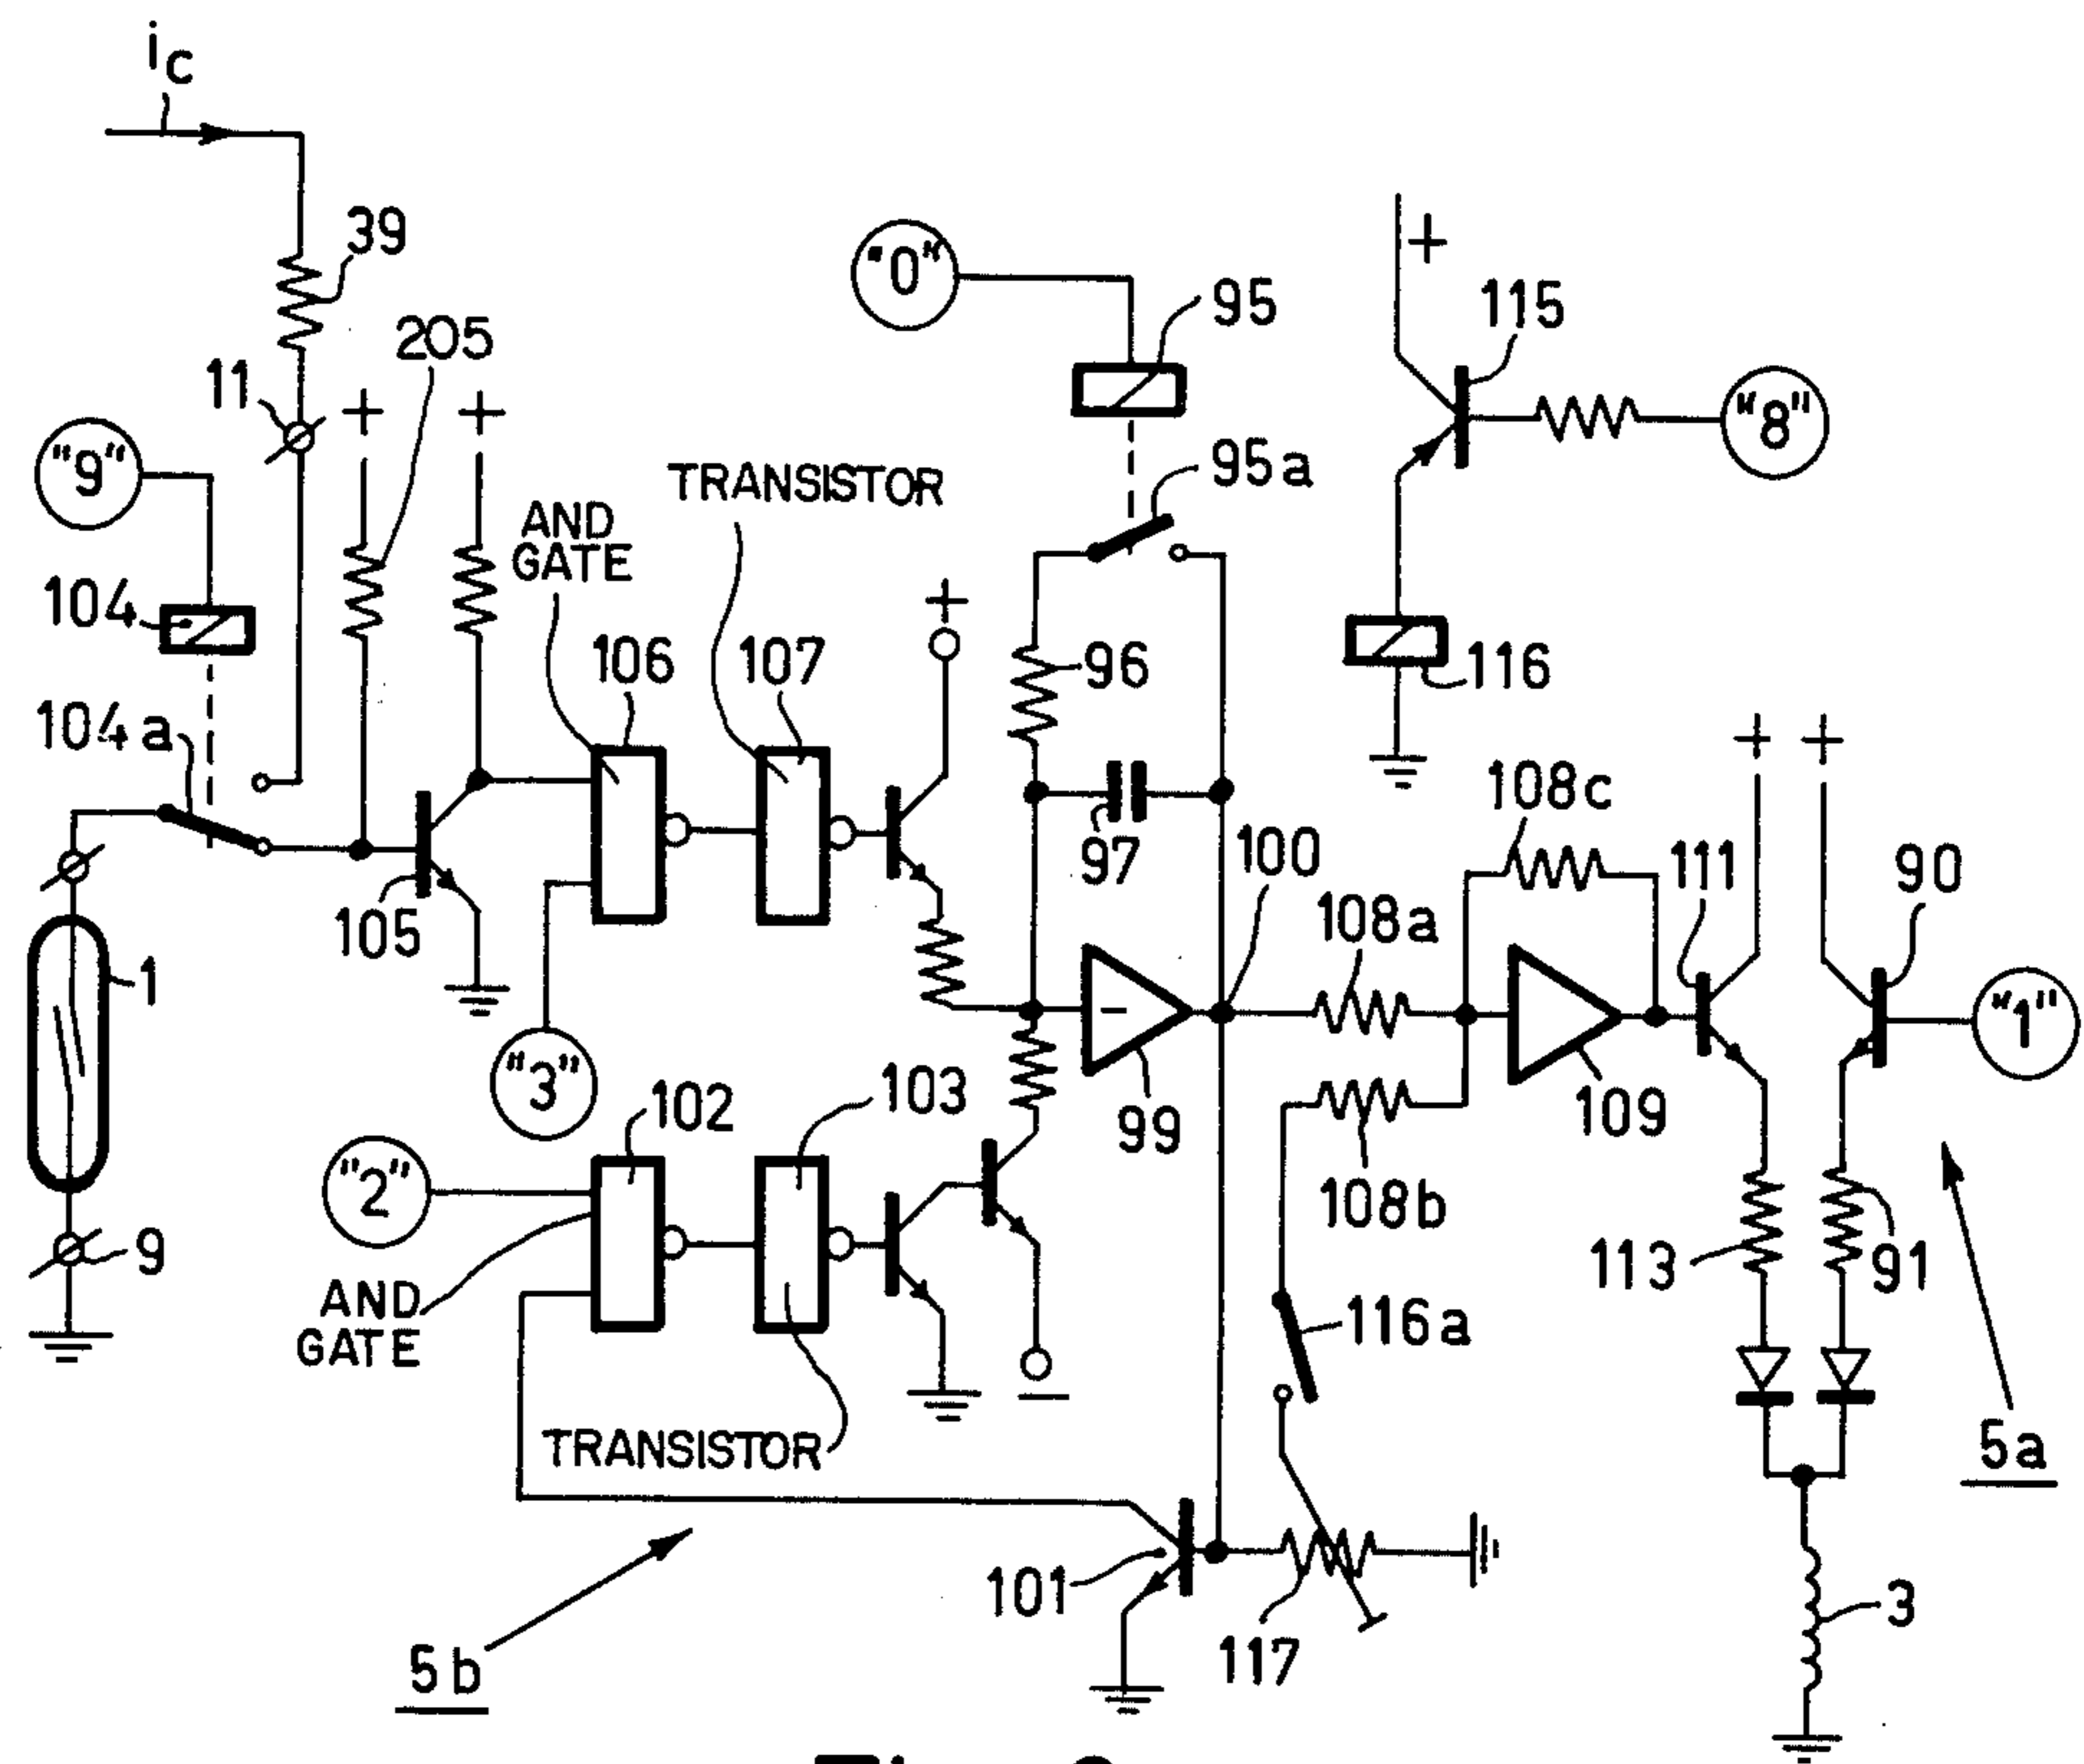 ic
39
205
11
"9"
104
104a
1
9
105
AND
GATE
106
TRANSISTOR
107
"3"
"0"
95
95a
96
97
99
100
115
"8"
116
108c
108a
108b
109
111
90
"1"
113
91
5a
3
"2"
102
103
AND
GATE
TRANSISTOR
116a
101
117
5b